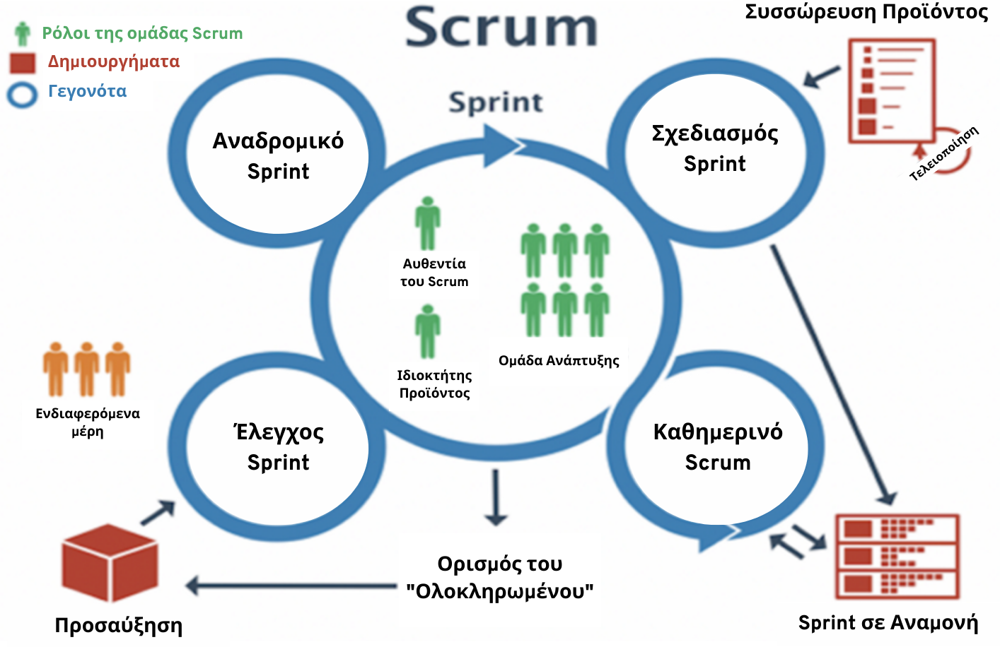 Scrum
Συσσώρευση Προϊόντος
Ρόλοι της ομάδας Scrum
Δημιουργήματα
Γεγονότα
Sprint
Αναδρομικό
Sprint
Σχεδιασμός
Sprint
Τελειοποίηση
Αυθεντία
του Scrum
Ιδιοκτήτης
Προϊόντος
Ομάδα Ανάπτυξης
Ενδιαφερόμενα
μέρη
Έλεγχος
Sprint
Καθημερινό
Scrum
Ορισμός του
"Ολοκληρωμένου"
Προσαύξηση
Sprint σε Αναμονή